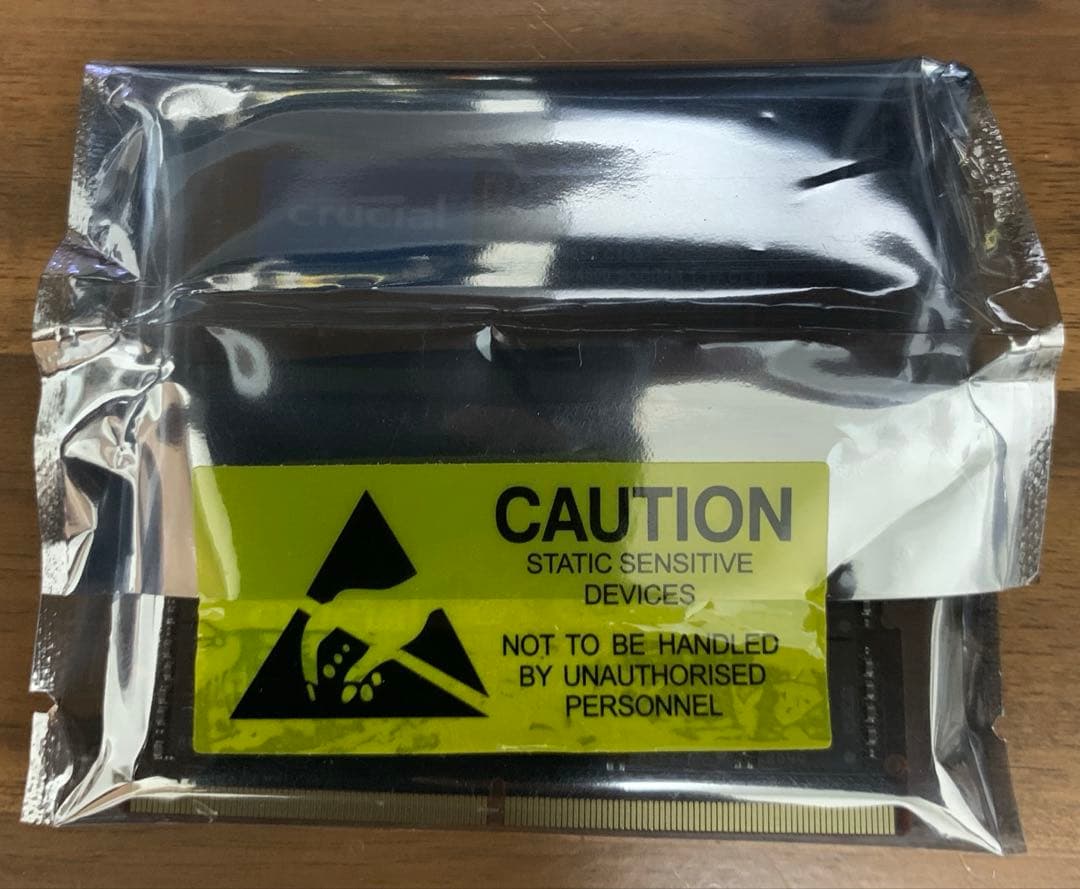 crucial
CAUTION
STATIC SENSITIVE
DEVICES
NOT TO BE HANDLED
BY UNAUTHORISED
PERSONNEL